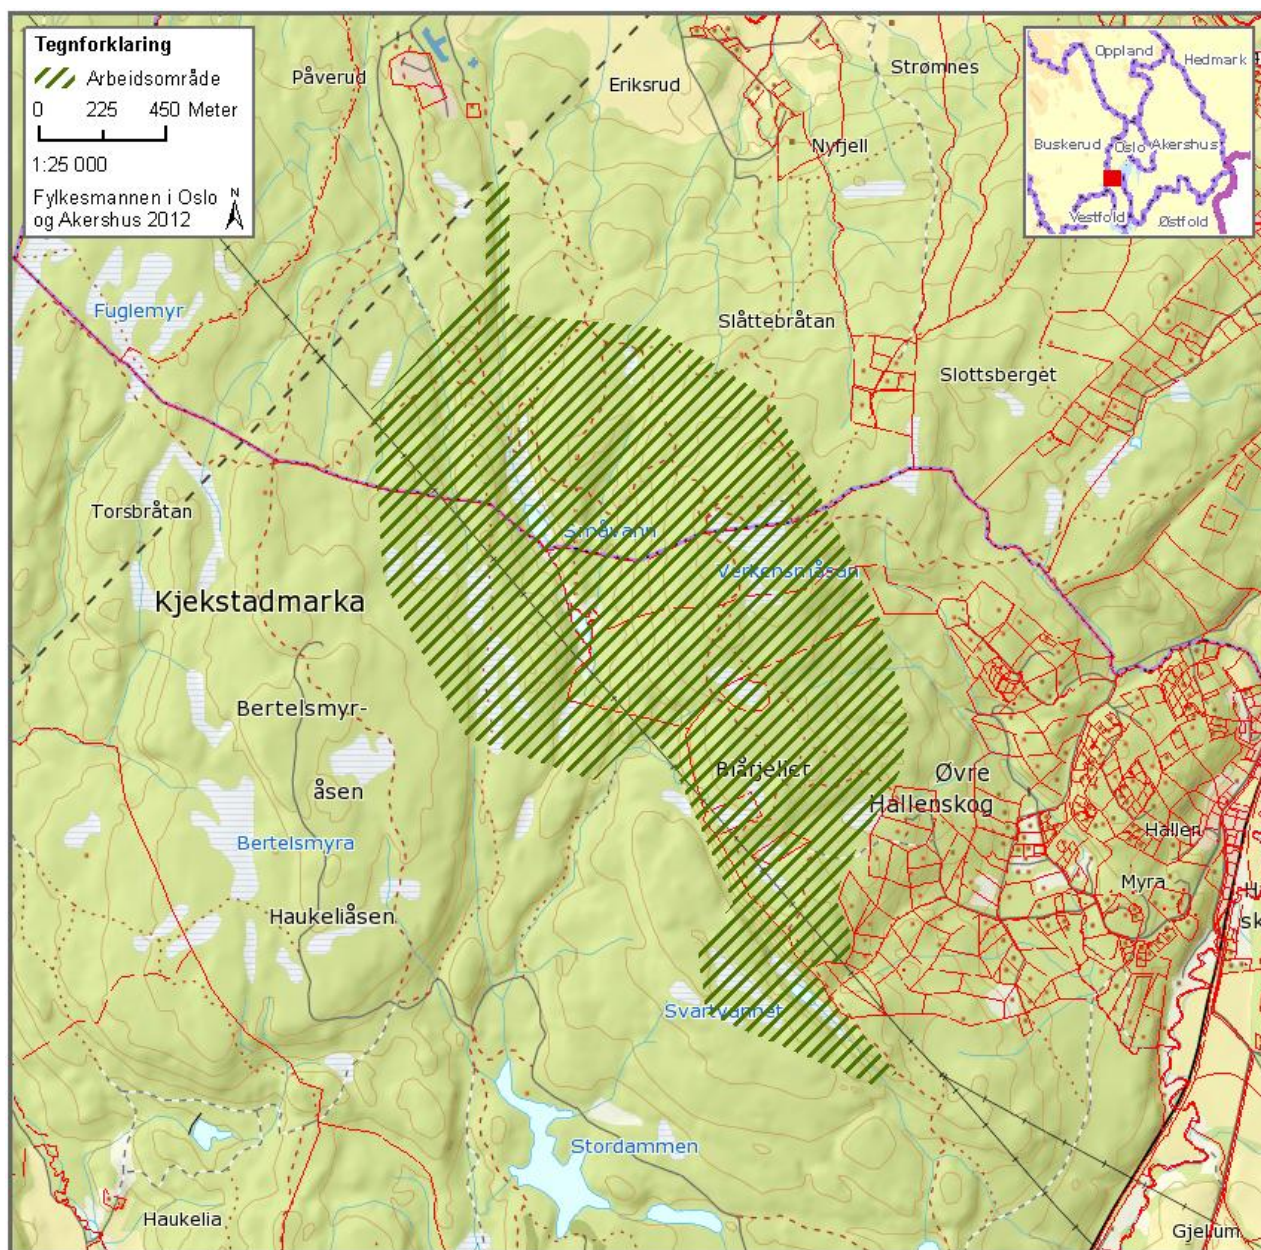 Tegnforklaring
Arbeidsområde
0 225 450 Meter
1:25 000
Fylkesmannen i Oslo
og Akershus 2012
N
Oppland
Hedmark
Buskerud
Oslo
Akershus
Vestfold
Østfold
Påverud
Eriksrud
Strømnes
Nyfjell
Fuglemyr
Slåttebråtan
Slottsberget
Torsbråtan
Småvann
Verkensmåsan
Kjekstadmarka
Bertelsmyr-
åsen
Blåfjellet
Øvre
Hallenskog
Bertelsmyra
Hallen
Myra
Haukeliåsen
Svartvannet
Stordammen
Haukelia
Gjellum